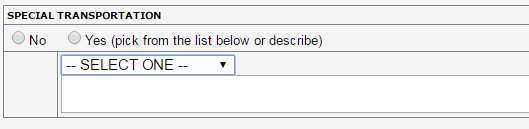 SPECIAL TRANSPORTATION
No Yes (pick from the list below or describe)
-- SELECT ONE --